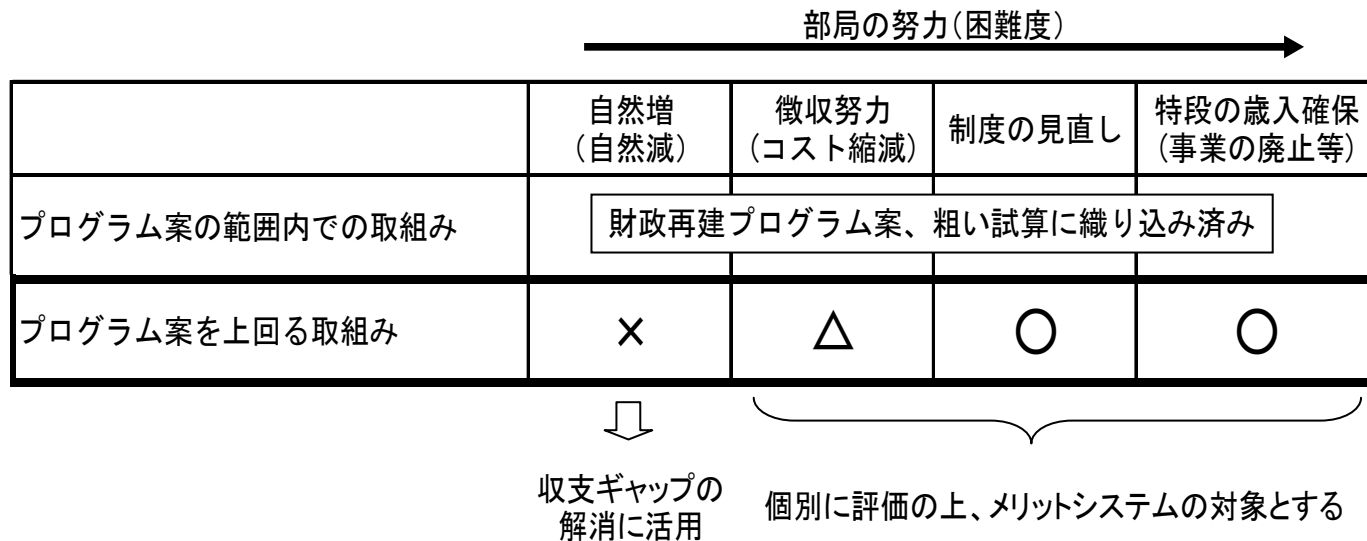 部局の努力(困難度)
自然増
(自然減)
徴収努力
(コスト縮減)
制度の見直し
特段の歳入確保
(事業の廃止等)
プログラム案の範囲内での取組み
財政再建プログラム案、粗い試算に織り込み済み
プログラム案を上回る取組み
×
△
○
○
収支ギャップの
解消に活用
個別に評価の上、メリットシステムの対象とする